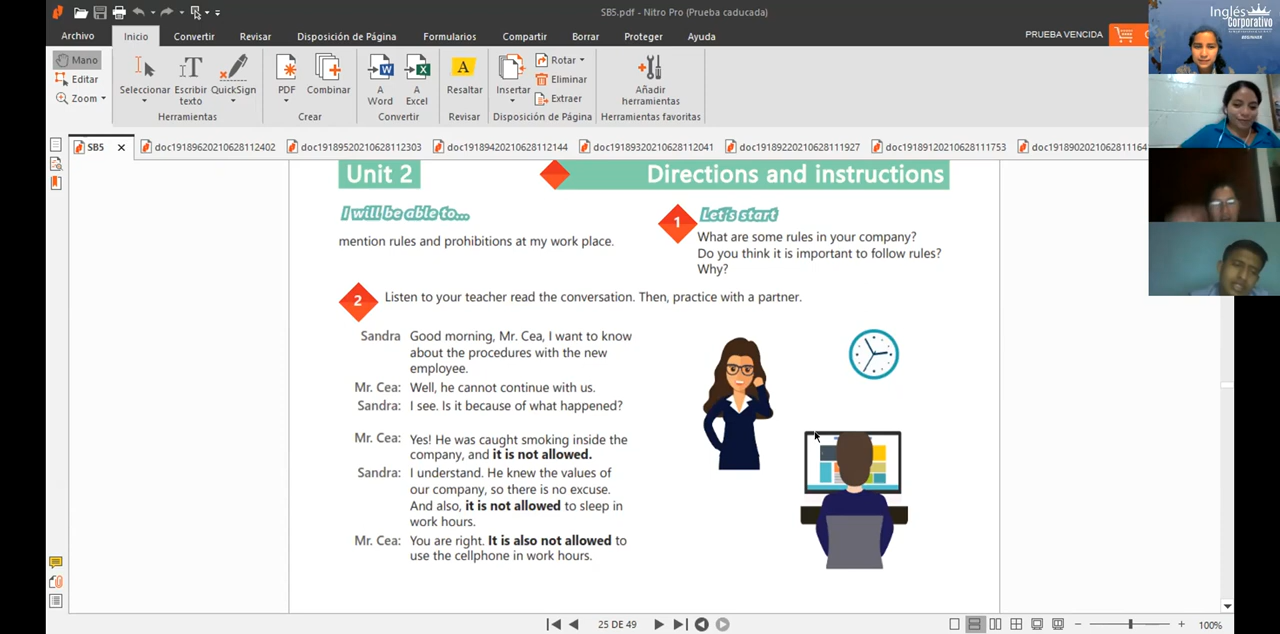 SB5.pdf - Nitro Pro (Prueba caducada)
Archivo Inicio Convertir Revisar Disposición de Página Formularios Compartir Borrar Proteger Ayuda PRUEBA VENCIDA
Mano
Editar
Zoom
Seleccionar
Escribir texto
QuickSign
Herramientas
PDF
Combinar
Crear
A Word
A Excel
Convertir
Resaltar
Revisar
Insertar
Rotar
Eliminar
Extraer
Disposición de Página
Añadir herramientas
Herramientas favoritas
SB5 doc19189620210628112402 doc19189520210628112303 doc19189420210628112144 doc19189320210628112041 doc19189220210628111927 doc19189120210628111753 doc191890202106281116
Unit 2
Directions and instructions
I will be able to...
mention rules and prohibitions at my work place.
1 Let's start
What are some rules in your company?
Do you think it is important to follow rules?
Why?
2 Listen to your teacher read the conversation. Then, practice with a partner.
Sandra Good morning, Mr. Cea, I want to know
about the procedures with the new
employee.
Mr. Cea: Well, he cannot continue with us.
Sandra: I see. Is it because of what happened?
Mr. Cea: Yes! He was caught smoking inside the
company, and it is not allowed.
Sandra: I understand. He knew the values of
our company, so there is no excuse.
And also, it is not allowed to sleep in
work hours.
Mr. Cea: You are right. It is also not allowed to
use the cellphone in work hours.
25 DE 49
100%
Inglés
Corporativo
BEGINNER